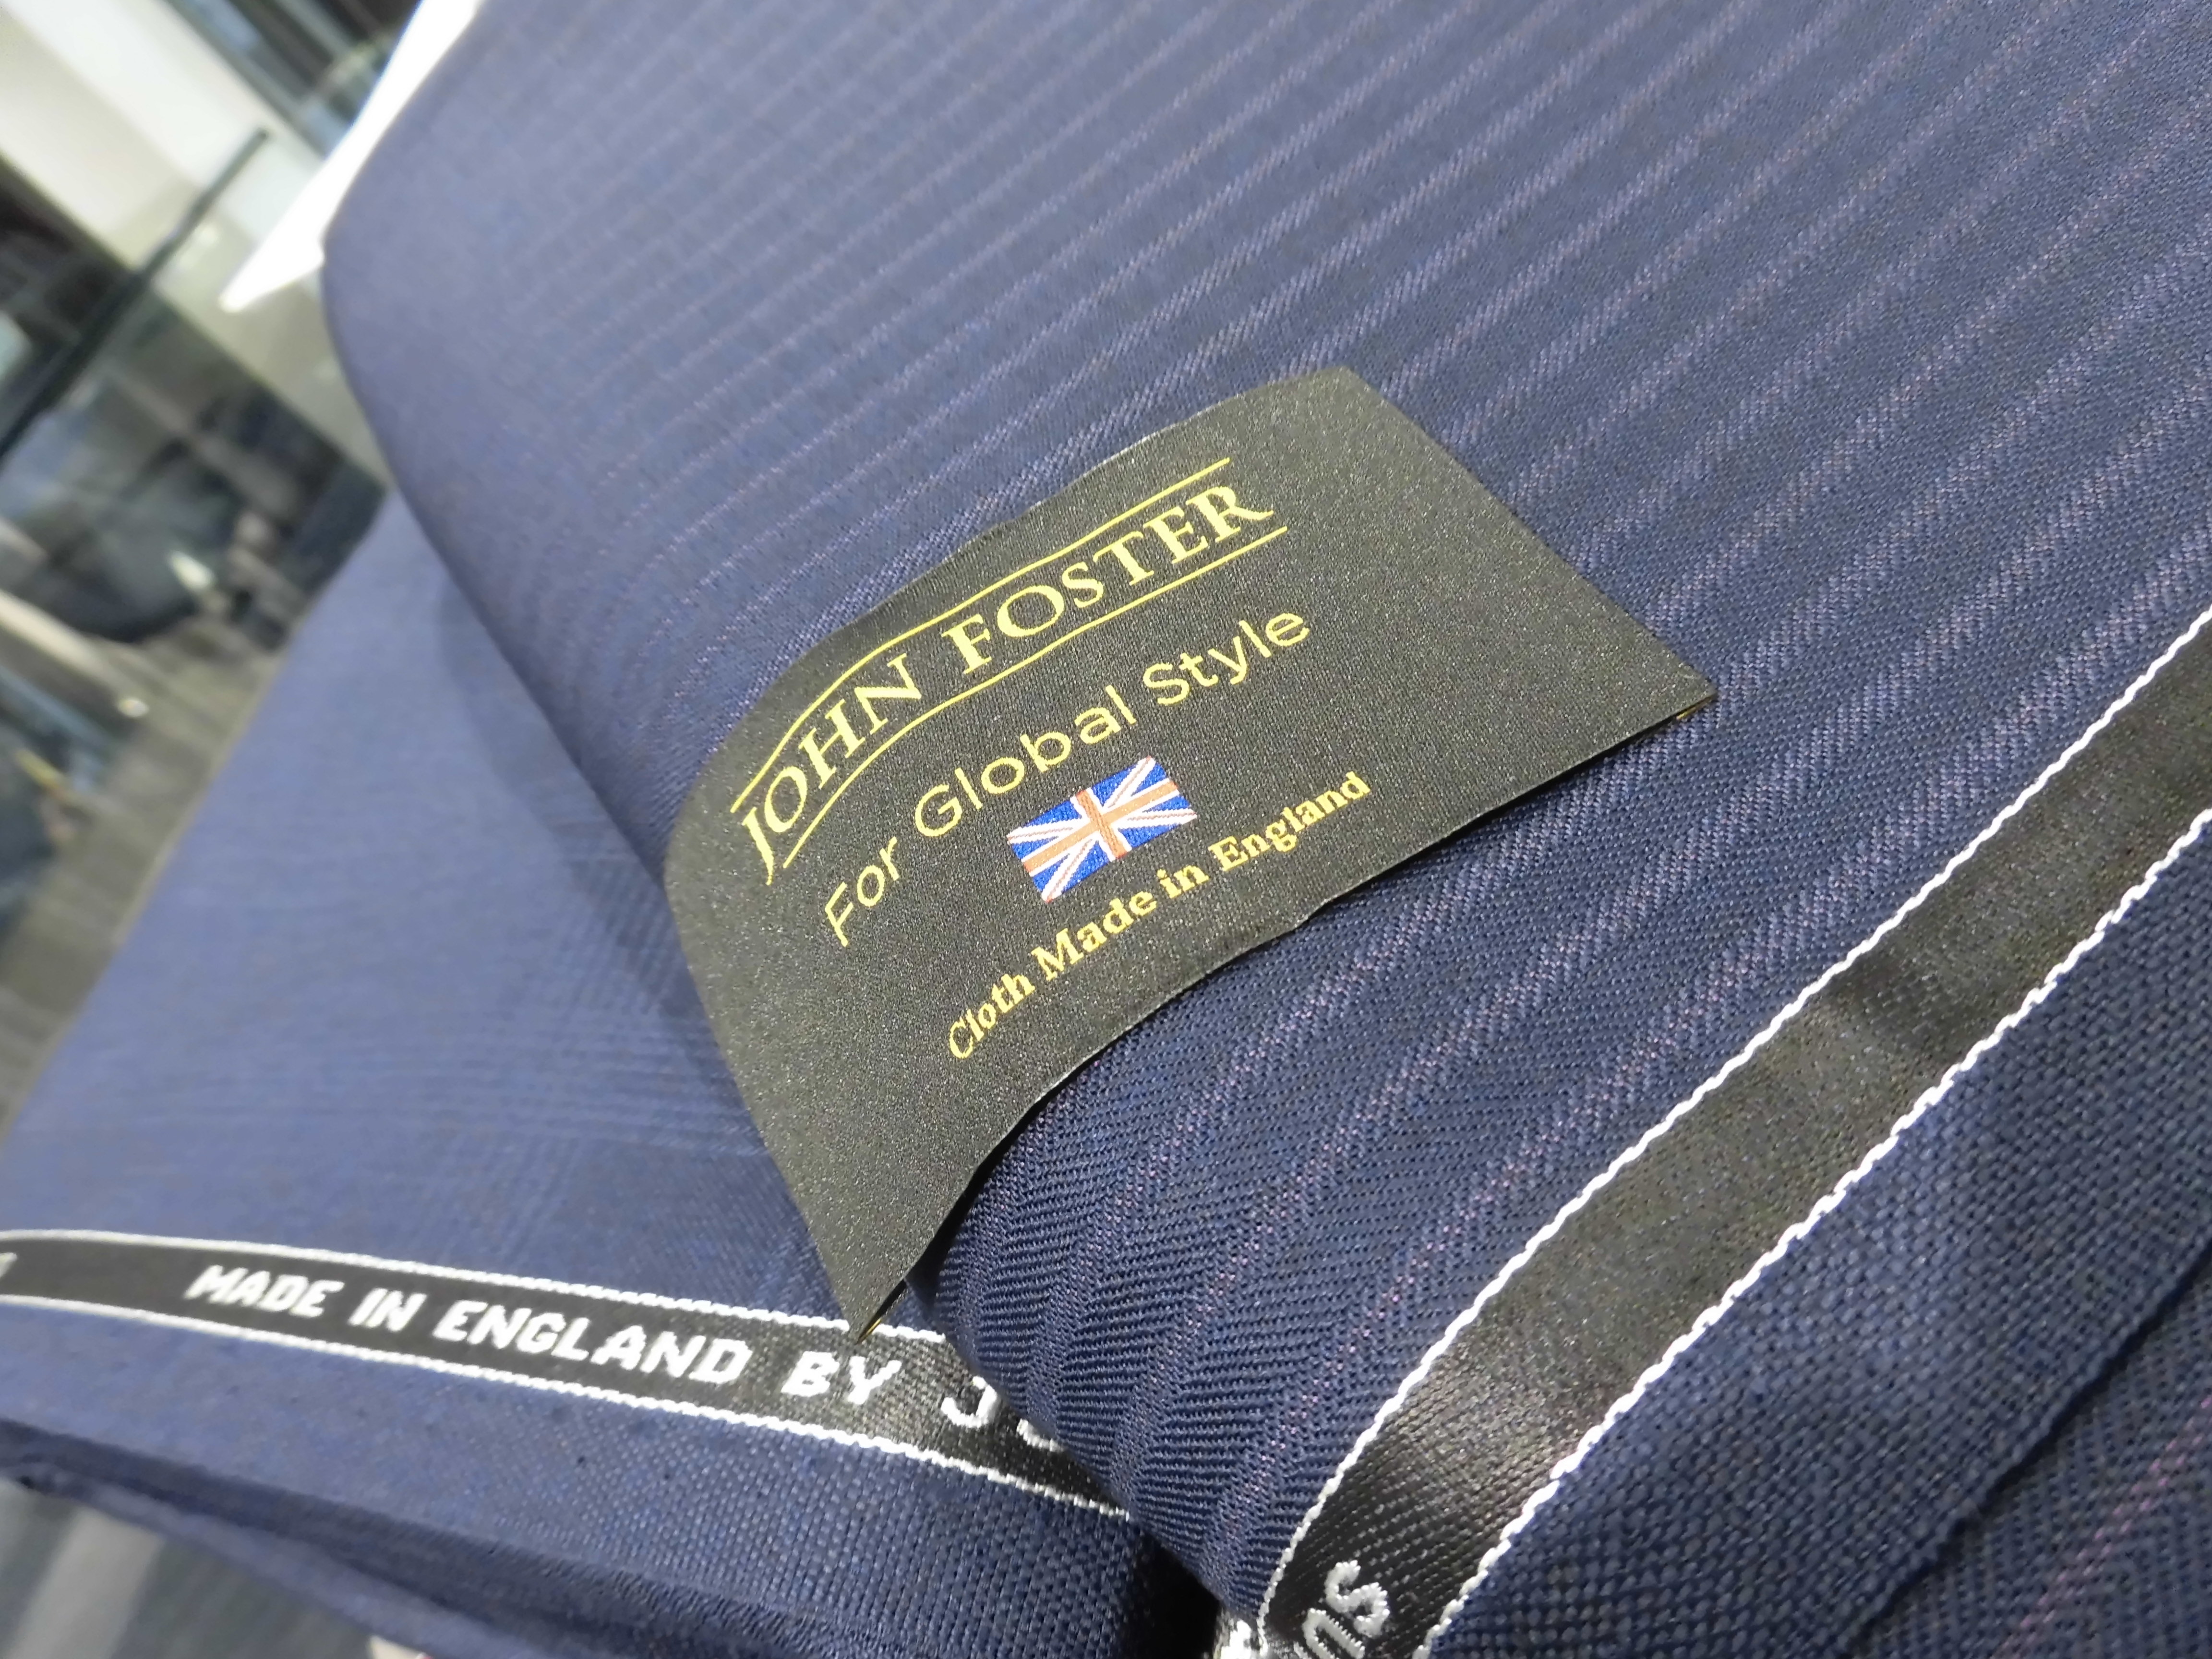 JOHN FOSTER
For Global Style
Cloth Made in England
MADE IN ENGLAND BY